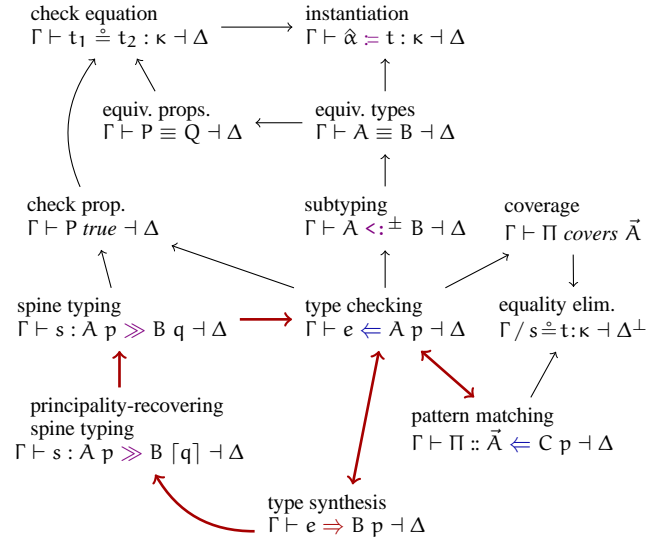 check equation
Γ ⊢ t₁ ≗ t₂ : κ ⊣ Δ
instantiation
Γ ⊢ α̂ := t : κ ⊣ Δ
equiv. props.
Γ ⊢ P ≡ Q ⊣ Δ
equiv. types
Γ ⊢ A ≡ B ⊣ Δ
check prop.
Γ ⊢ P true ⊣ Δ
subtyping
Γ ⊢ A <:± B ⊣ Δ
coverage
Γ ⊢ Π covers A⃗
spine typing
Γ ⊢ s : A p ≫ B q ⊣ Δ
type checking
Γ ⊢ e ⇐ A p ⊣ Δ
equality elim.
Γ / s ≗ t : κ ⊣ Δ⊥
principality-recovering
spine typing
Γ ⊢ s : A p ≫ B ⌈q⌉ ⊣ Δ
pattern matching
Γ ⊢ Π :: A⃗ ⇐ C p ⊣ Δ
type synthesis
Γ ⊢ e ⇒ B p ⊣ Δ